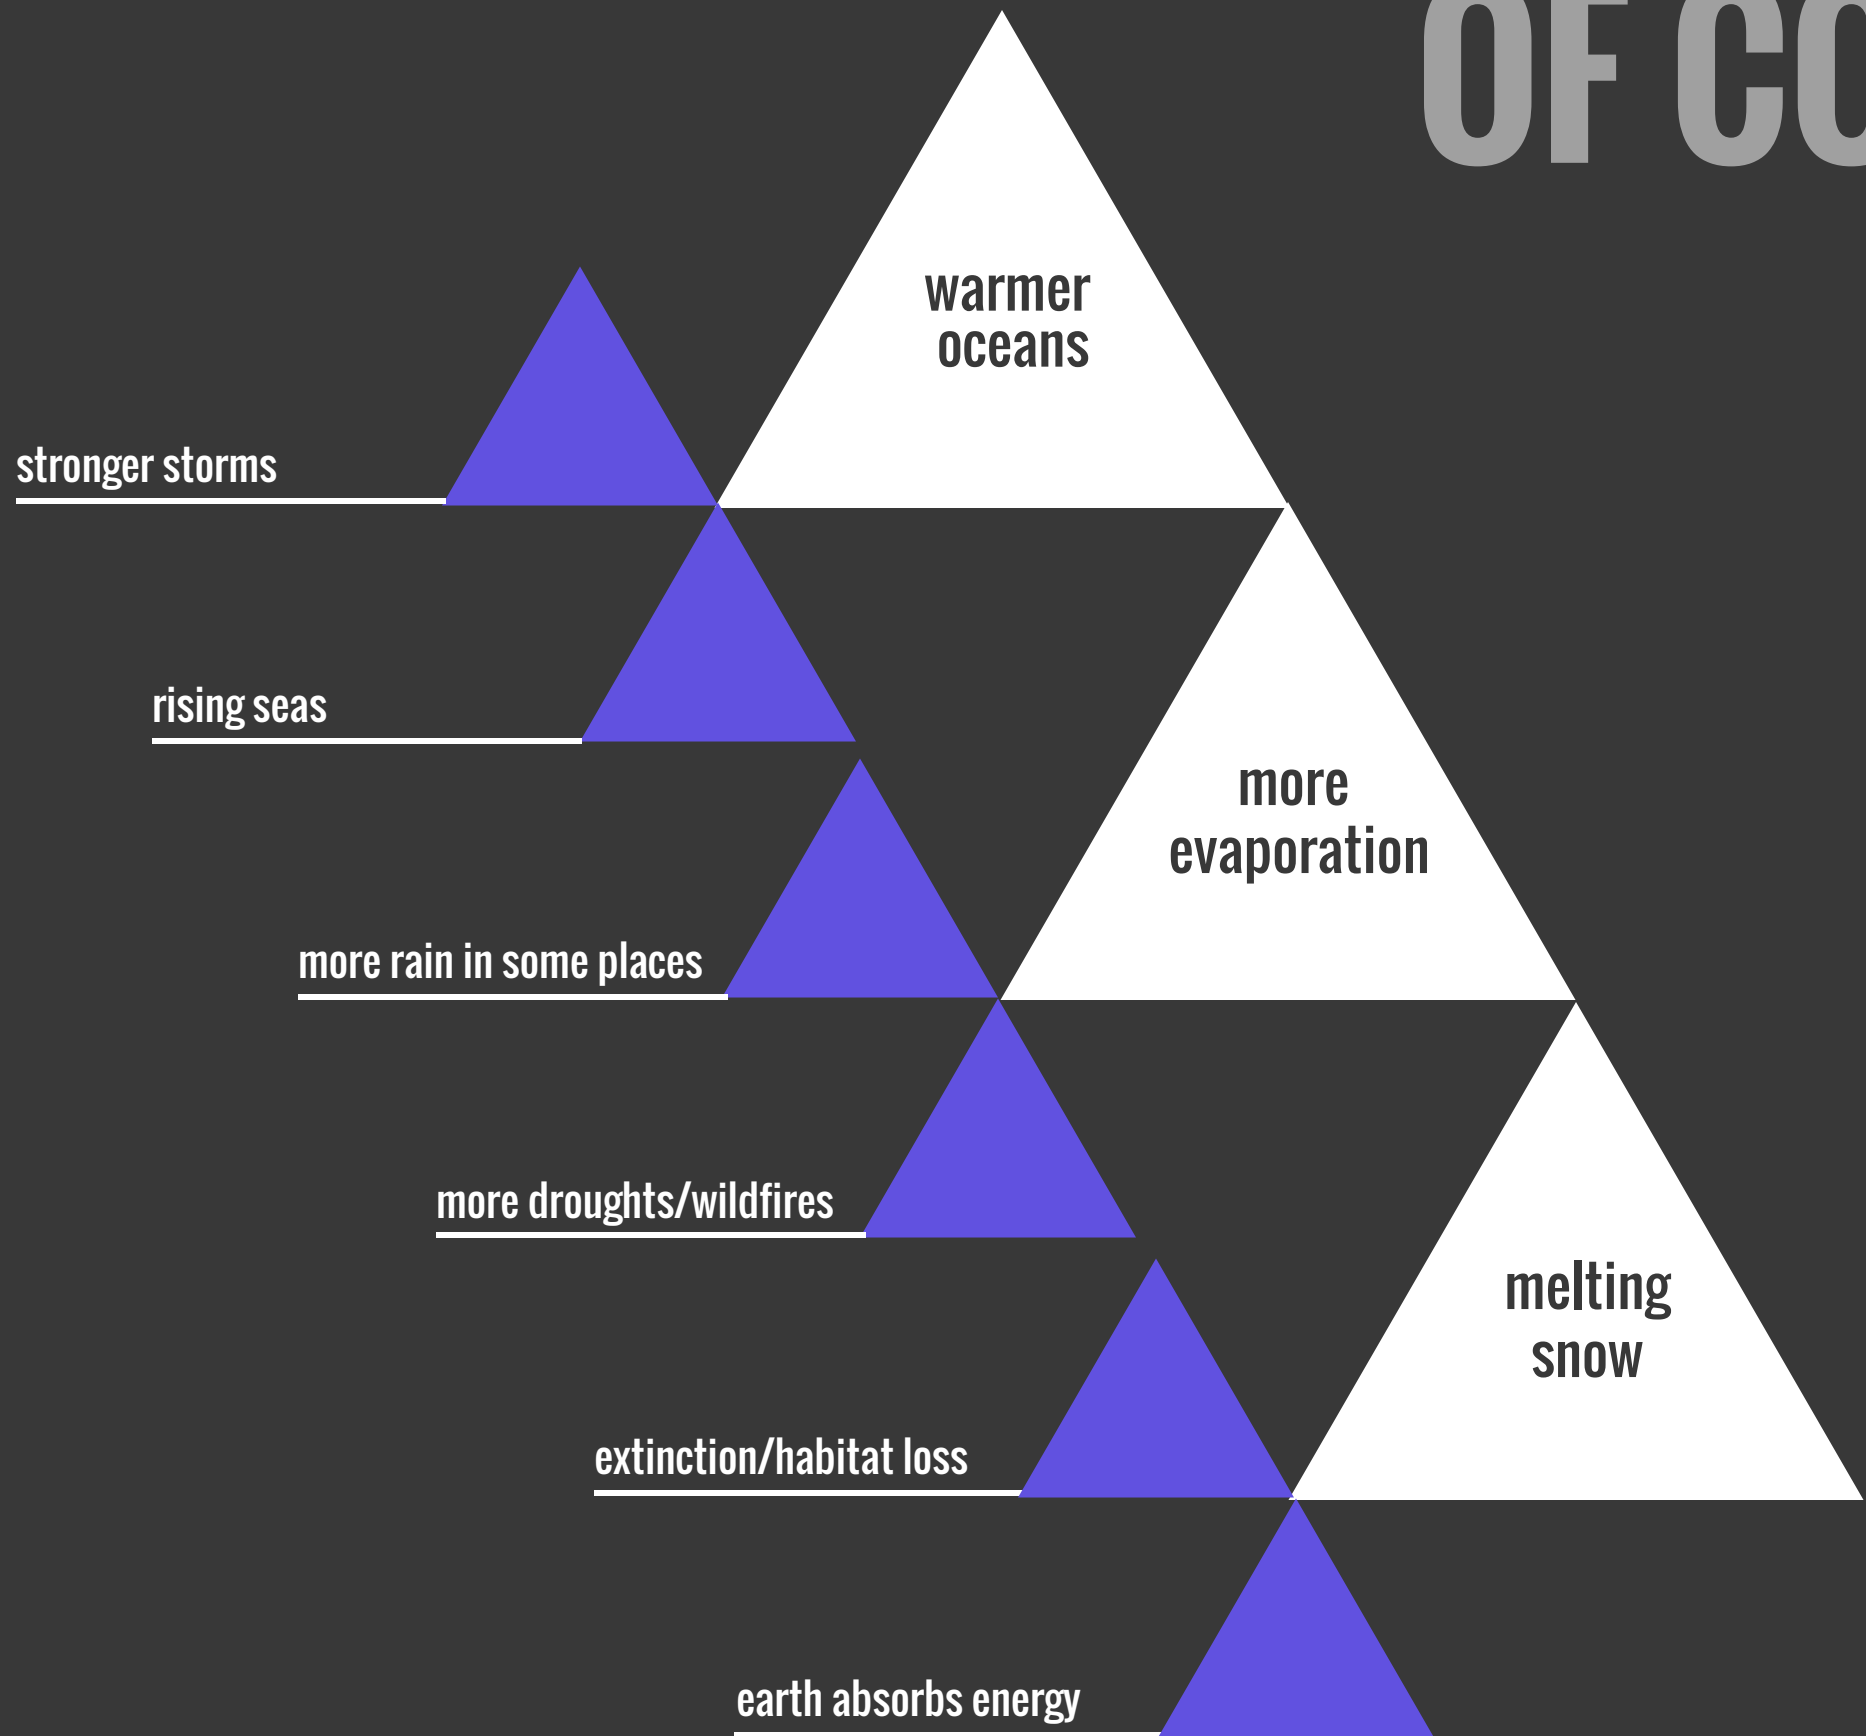 OF CO
warmer
oceans
stronger storms
rising seas
more
evaporation
more rain in some places
more droughts/wildfires
melting
snow
extinction/habitat loss
earth absorbs energy